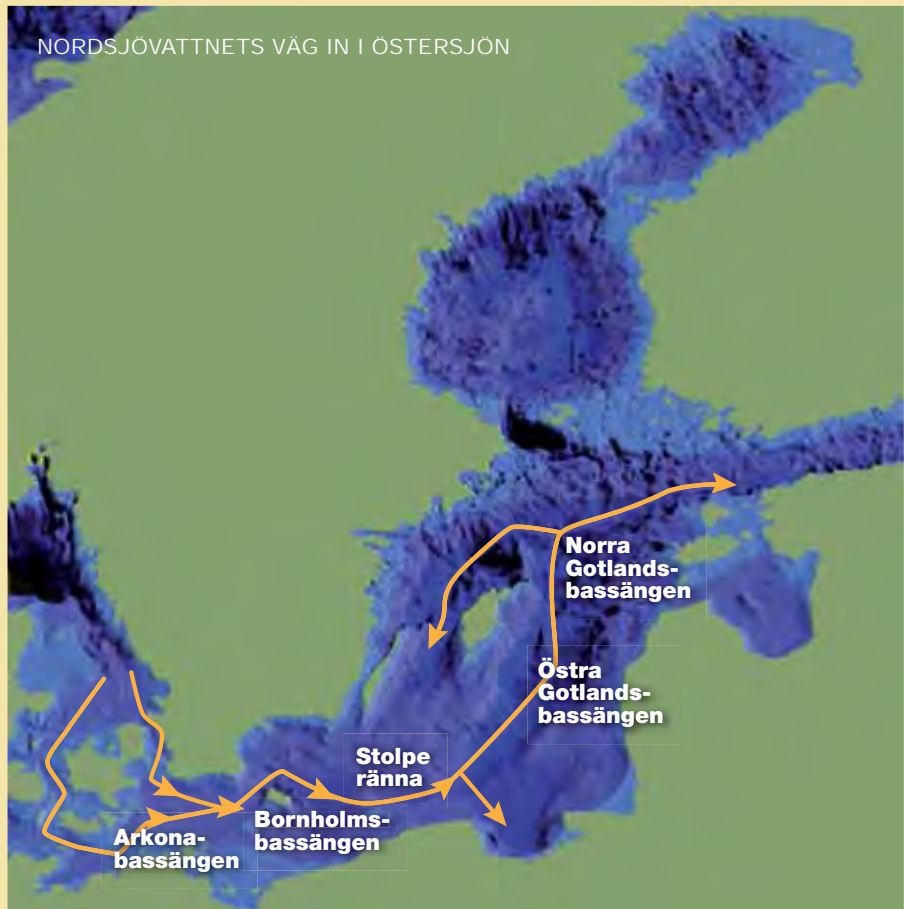 NORDSJÖVATTNETS VÄG IN I ÖSTERSJÖN
Norra
Gotlands-
bassängen
Östra
Gotlands-
bassängen
Stolpe
ränna
Bornholms-
bassängen
Arkona-
bassängen